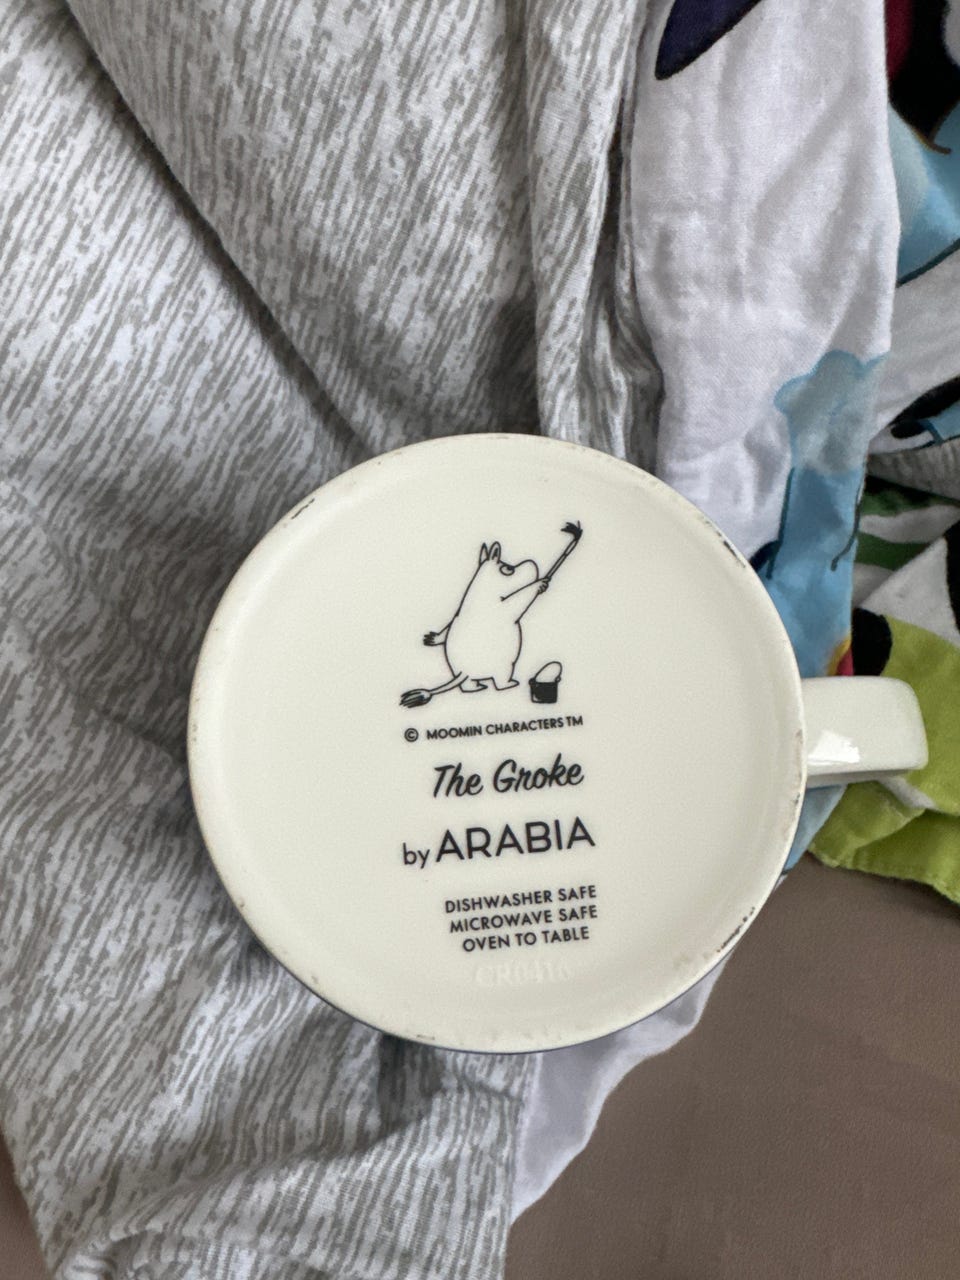 © MOOMIN CHARACTERS TM
The Groke
by ARABIA
DISHWASHER SAFE
MICROWAVE SAFE
OVEN TO TABLE